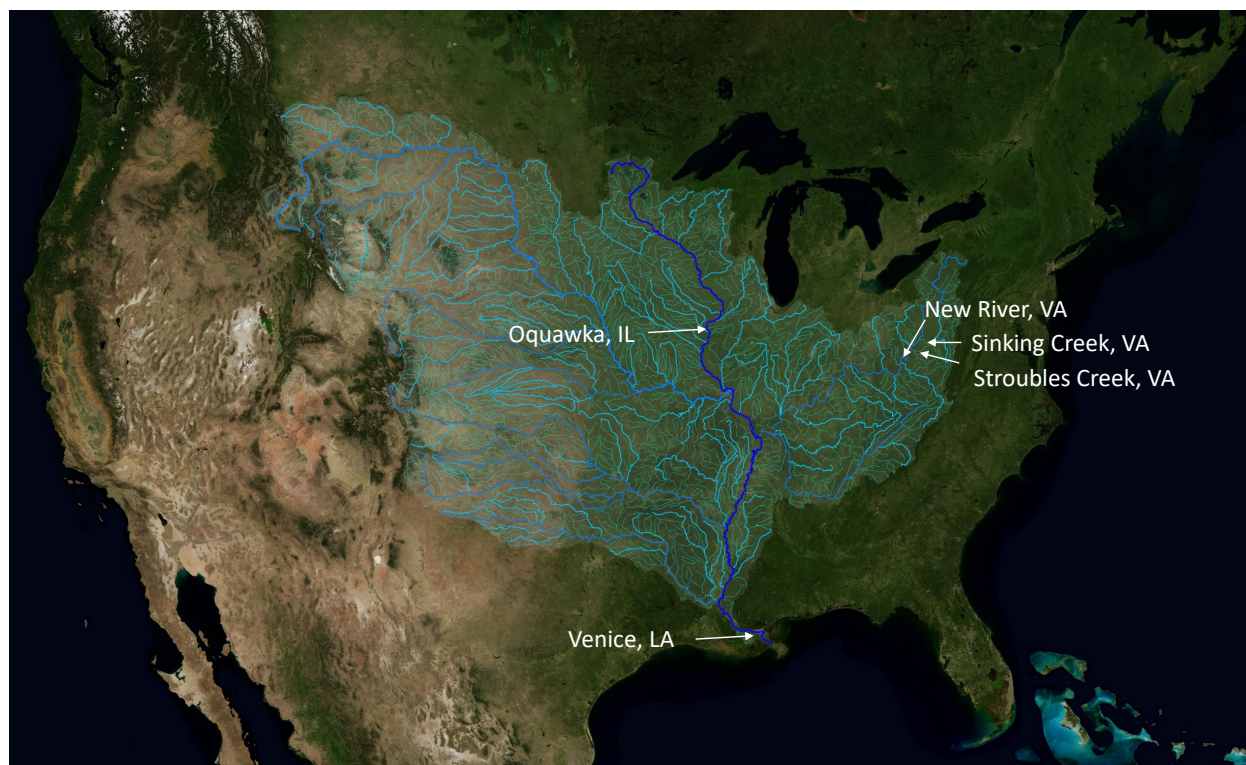 New River, VA
Oquawka, IL
Sinking Creek, VA
Stroubles Creek, VA
Venice, LA